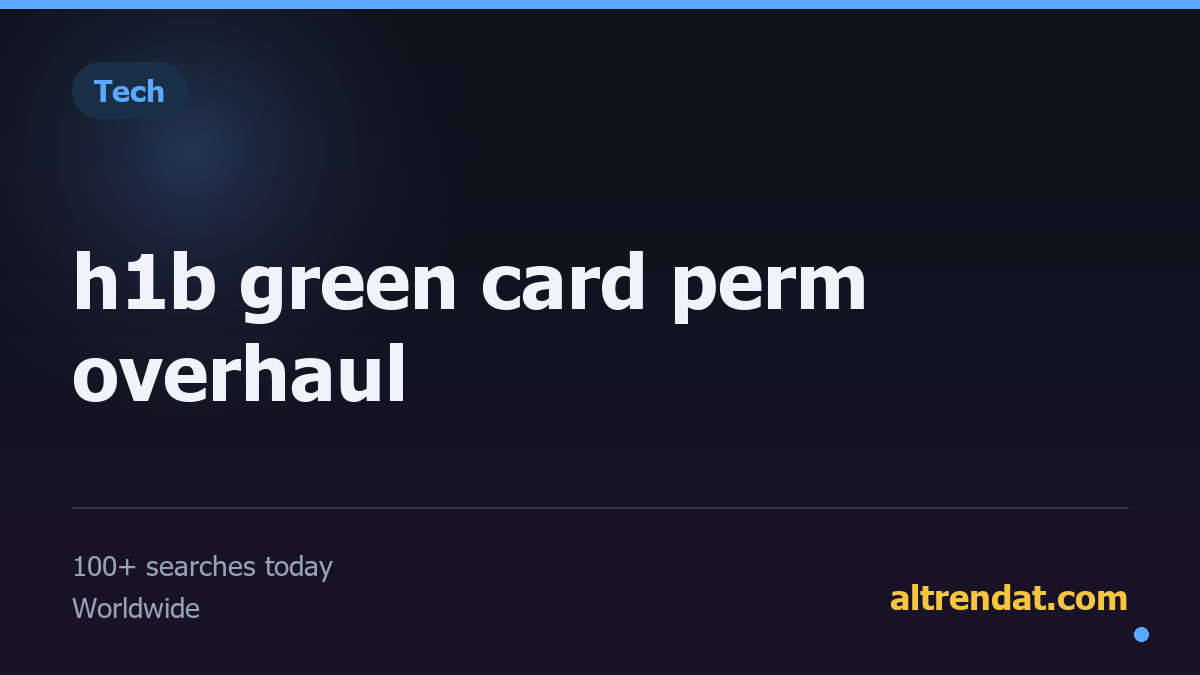 Tech
h1b green card perm
overhaul
100+ searches today
Worldwide
altrendat.com